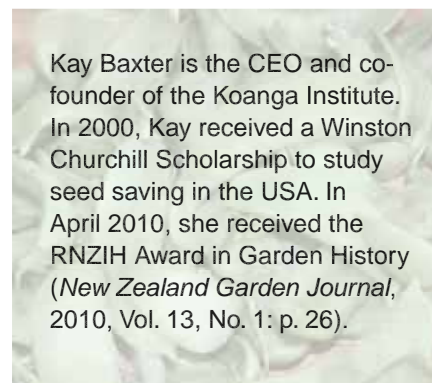 Kay Baxter is the CEO and co-
founder of the Koanga Institute.
In 2000, Kay received a Winston
Churchill Scholarship to study
seed saving in the USA. In
April 2010, she received the
RNZIH Award in Garden History
(New Zealand Garden Journal,
2010, Vol. 13, No. 1: p. 26).